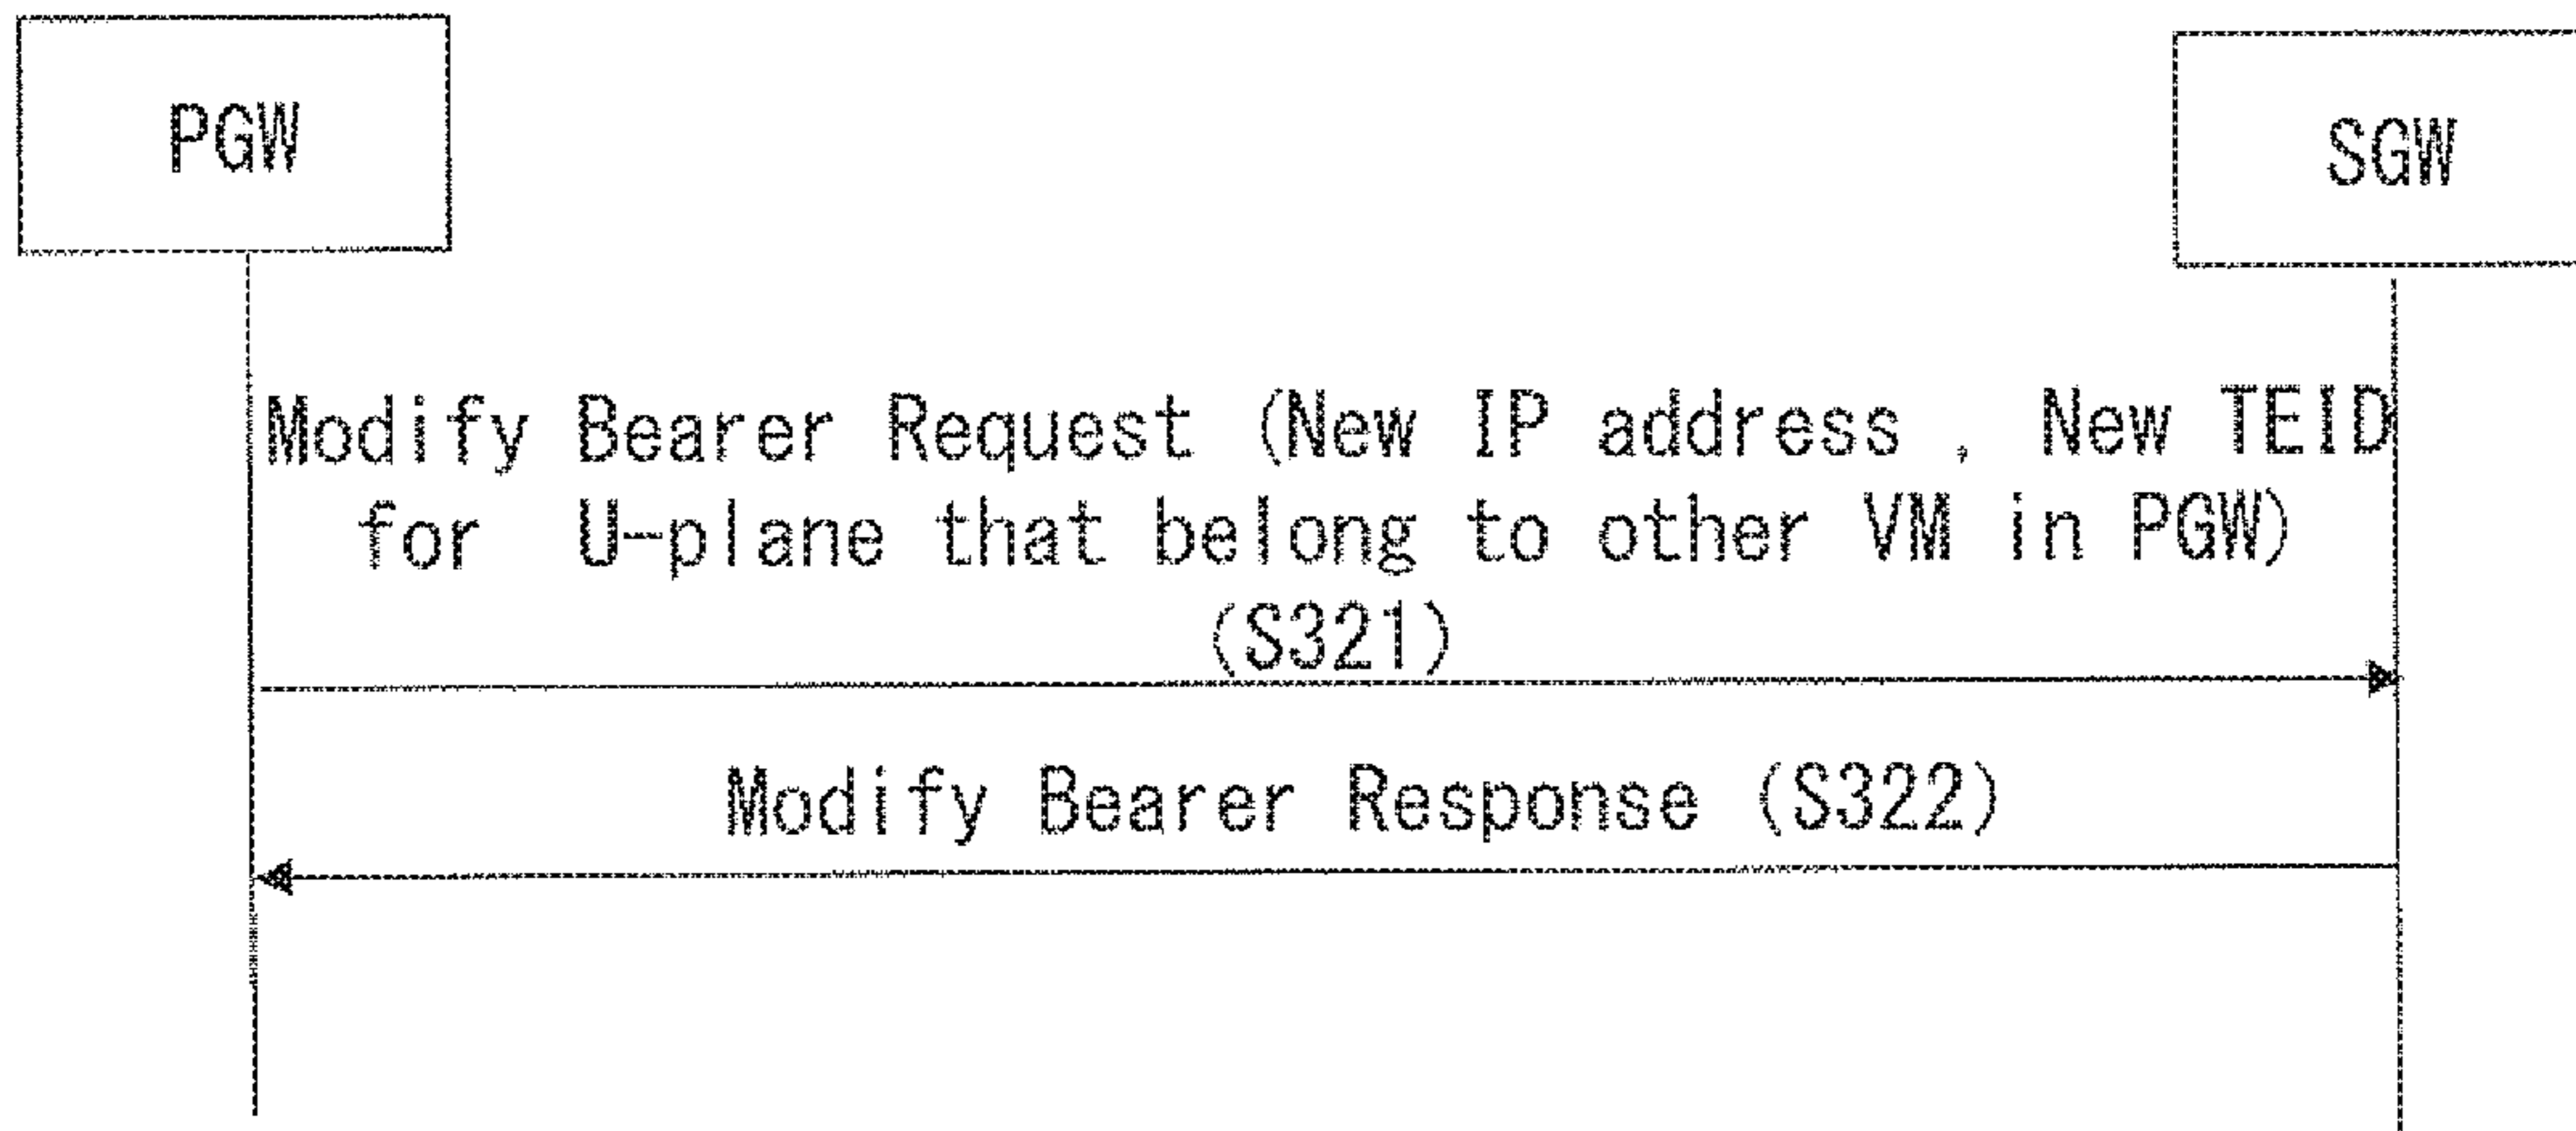 PGW
SGW
Modify Bearer Request (New IP address , New TEID
for U-plane that belong to other VM in PGW)
(S321)
Modify Bearer Response (S322)